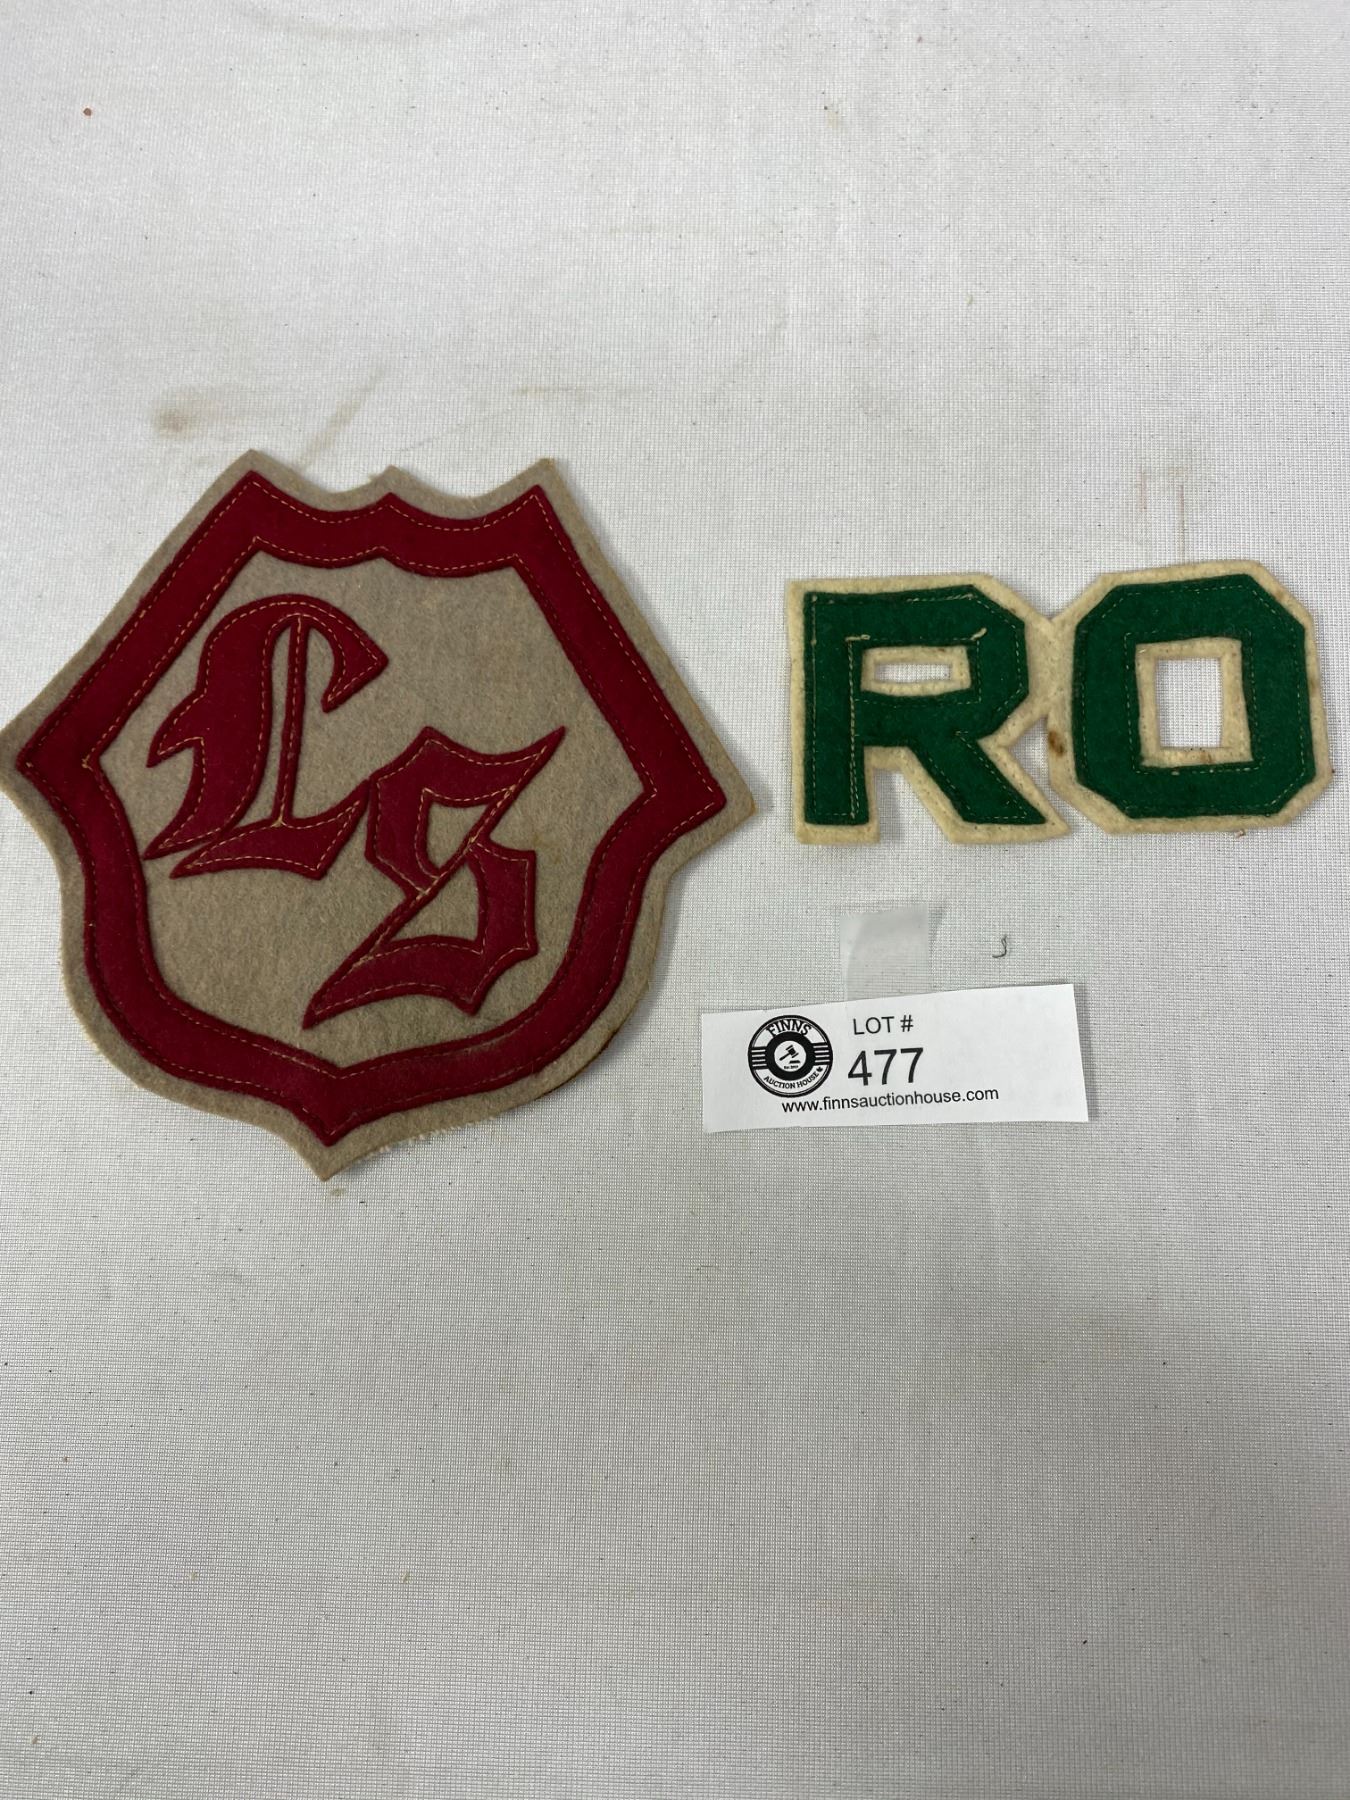 LS
RO
FINNS
AUCTION HOUSE
LOT #
477
www.finnsauctionhouse.com